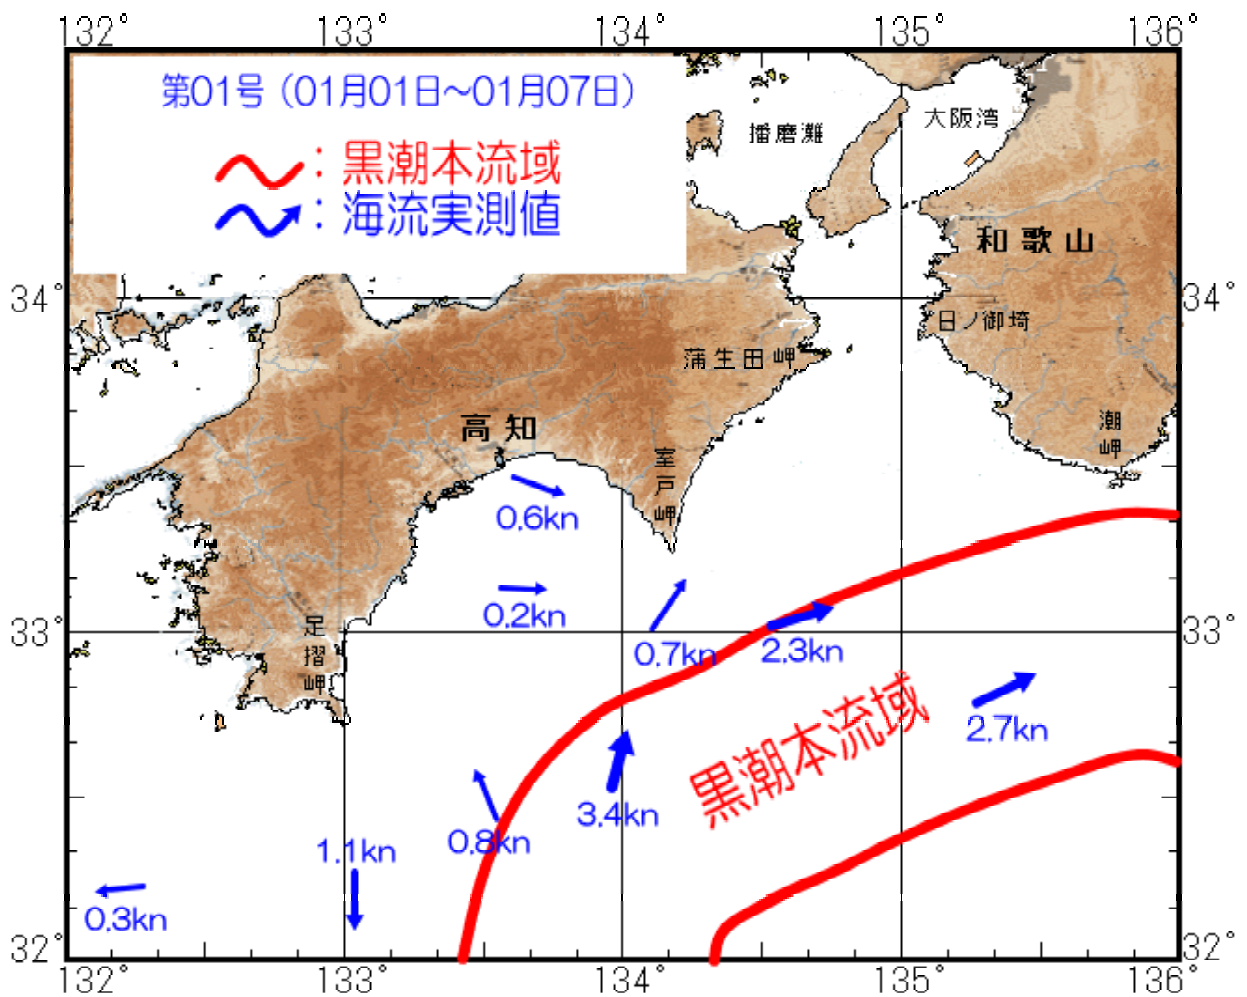 132° 133° 134° 135° 136°
第01号（01月01日～01月07日）
：黒潮本流域
：海流実測値
播磨灘
大阪湾
和歌山
34° 34°
日ノ御埼
蒲生田岬
高知
潮岬
室戸岬
0.6kn
0.2kn
足摺岬
33° 33°
0.7kn
2.3kn
黒潮本流域
2.7kn
3.4kn
0.8kn
1.1kn
0.3kn
32° 32°
132° 133° 134° 135° 136°